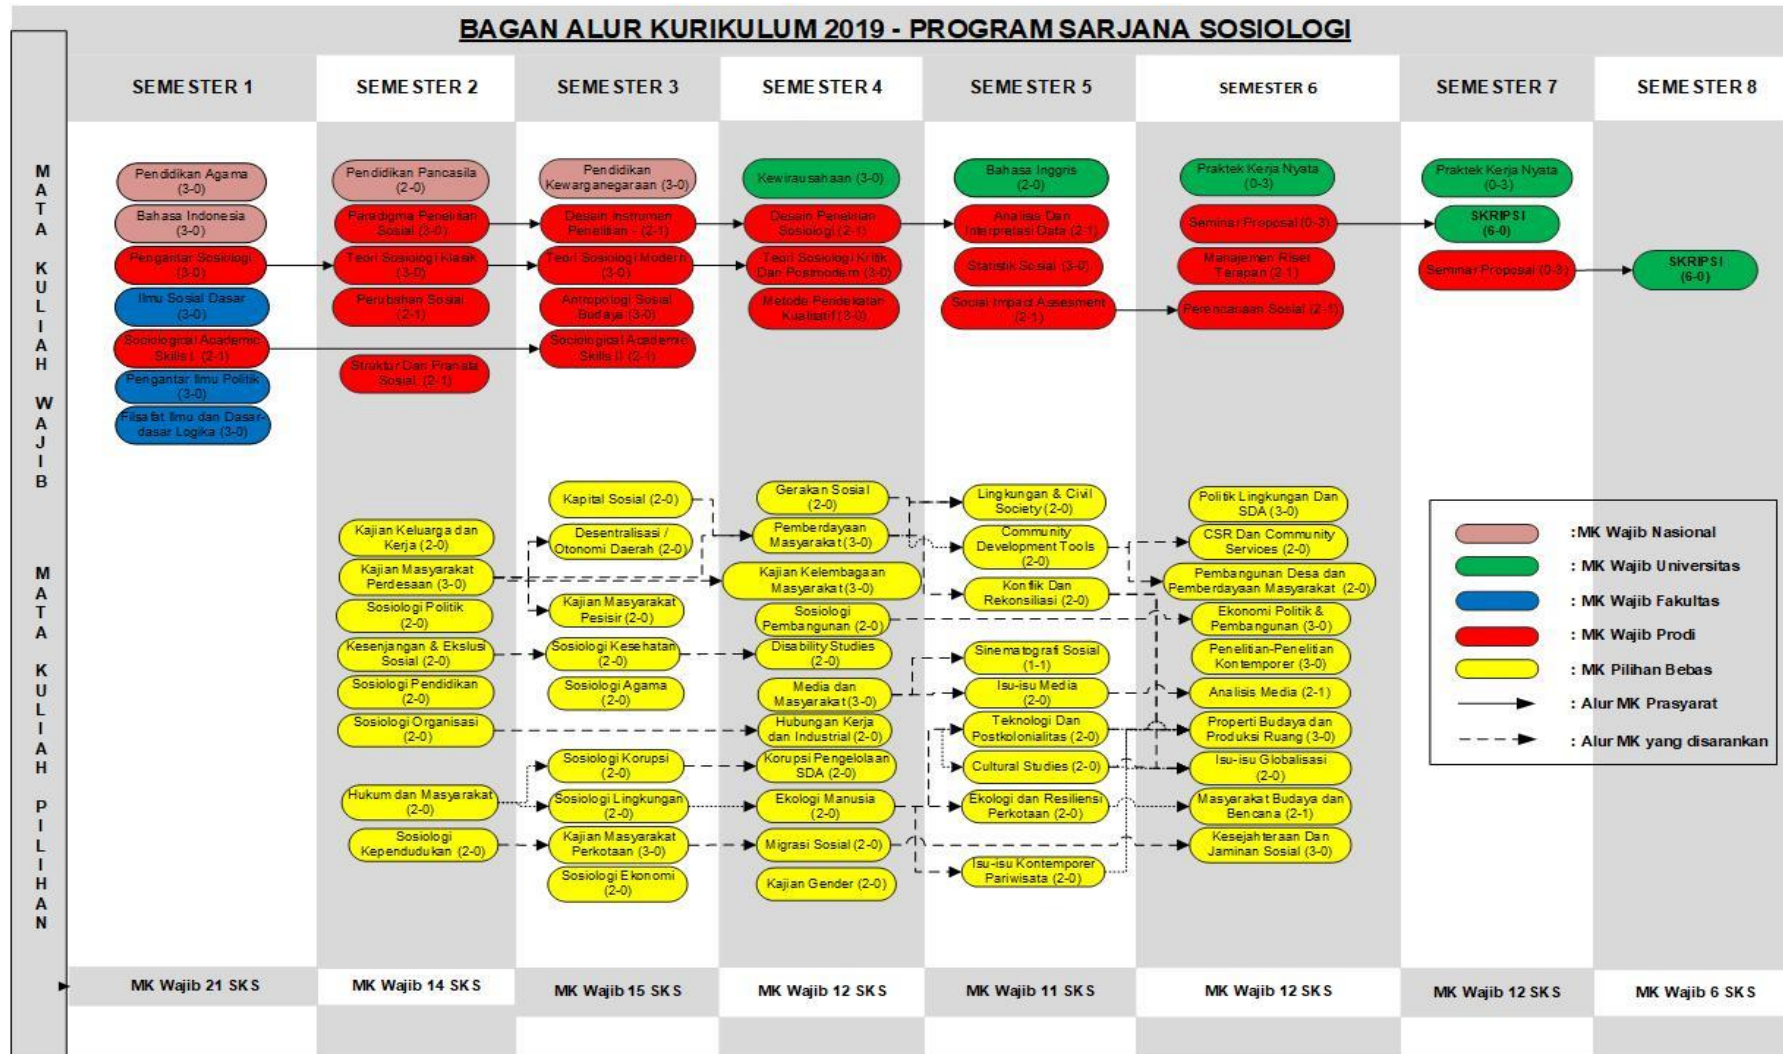 BAGAN ALUR KURIKULUM 2019 - PROGRAM SARJANA SOSIOLOGI
SEMESTER 1
SEMESTER 2
SEMESTER 3
SEMESTER 4
SEMESTER 5
SEMESTER 6
SEMESTER 7
SEMESTER 8
MATA KULIAH WAJIB
Pendidikan Agama
(3-0)
Bahasa Indonesia
(3-0)
Pengantar Sosiologi
(3-0)
Ilmu Sosial Dasar
(3-0)
Sociological Academic
Skills I (2-1)
Pengantar Ilmu Politik
(3-0)
Filsafat Ilmu dan Dasar-
dasar Logika (3-0)
Pendidikan Pancasila
(2-0)
Paradigma Penelitian
Sosial (3-0)
Teori Sosiologi Klasik
(3-0)
Perubahan Sosial
(2-1)
Struktur Dan Pranata
Sosial (2-1)
Pendidikan
Kewarganegaraan (3-0)
Desain Instrumen
Penelitian - (2-1)
Teori Sosiologi Modern
(3-0)
Antropologi Sosial
Budaya (3-0)
Sociological Academic
Skills II (2-1)
Kewirausahaan (3-0)
Desain Penelitian
Sosiologi (2-1)
Teori Sosiologi Kritik
Dan Postmodern (3-0)
Metode Pendekatan
Kualitatif (3-0)
Bahasa Inggris
(2-0)
Analisis Dan
Interpretasi Data (2-1)
Statistik Sosial (3-0)
Social Impact Assesment
(2-1)
Praktek Kerja Nyata
(0-3)
Seminar Proposal (0-3)
Manajemen Riset
Terapan (2-1)
Perencanaan Sosial (2-1)
Praktek Kerja Nyata
(0-3)
SKRIPSI
(6-0)
Seminar Proposal (0-3)
SKRIPSI
(6-0)
MATA KULIAH PILIHAN
Kajian Keluarga dan
Kerja (2-0)
Kajian Masyarakat
Perdesaan (3-0)
Sosiologi Politik
(2-0)
Kesenjangan & Ekslusi
Sosial (2-0)
Sosiologi Pendidikan
(2-0)
Sosiologi Organisasi
(2-0)
Hukum dan Masyarakat
(2-0)
Sosiologi
Kependudukan (2-0)
Kapital Sosial (2-0)
Desentralisasi /
Otonomi Daerah (2-0)
Kajian Masyarakat
Pesisir (2-0)
Sosiologi Kesehatan
(2-0)
Sosiologi Agama
(2-0)
Sosiologi Korupsi
(2-0)
Sosiologi Lingkungan
(2-0)
Kajian Masyarakat
Perkotaan (3-0)
Sosiologi Ekonomi
(2-0)
Gerakan Sosial
(2-0)
Pemberdayaan
Masyarakat (3-0)
Kajian Kelembagaan
Masyarakat (3-0)
Sosiologi
Pembangunan (2-0)
Disability Studies
(2-0)
Media dan
Masyarakat (3-0)
Hubungan Kerja
dan Industrial (2-0)
Korupsi Pengelolaan
SDA (2-0)
Ekologi Manusia
(2-0)
Migrasi Sosial (2-0)
Kajian Gender (2-0)
Lingkungan & Civil
Society (2-0)
Community
Development Tools
(2-0)
Konflik Dan
Rekonsiliasi (2-0)
Sinematografi Sosial
(1-1)
Isu-isu Media
(2-0)
Teknologi Dan
Postkolonialitas (2-0)
Cultural Studies (2-0)
Ekologi dan Resiliensi
Perkotaan (2-0)
Isu-isu Kontemporer
Pariwisata (2-0)
Politik Lingkungan Dan
SDA (3-0)
CSR Dan Community
Services (2-0)
Pembangunan Desa dan
Pemberdayaan Masyarakat (2-0)
Ekonomi Politik &
Pembangunan (3-0)
Penelitian-Penelitian
Kontemporer (3-0)
Analisis Media (2-1)
Properti Budaya dan
Produksi Ruang (3-0)
Isu-isu Globalisasi
(2-0)
Masyarakat Budaya dan
Bencana (2-1)
Kesejahteraan Dan
Jaminan Sosial (3-0)
:MK Wajib Nasional
: MK Wajib Universitas
: MK Wajib Fakultas
: MK Wajib Prodi
: MK Pilihan Bebas
: Alur MK Prasyarat
: Alur MK yang disarankan
MK Wajib 21 SKS
MK Wajib 14 SKS
MK Wajib 15 SKS
MK Wajib 12 SKS
MK Wajib 11 SKS
MK Wajib 12 SKS
MK Wajib 12 SKS
MK Wajib 6 SKS